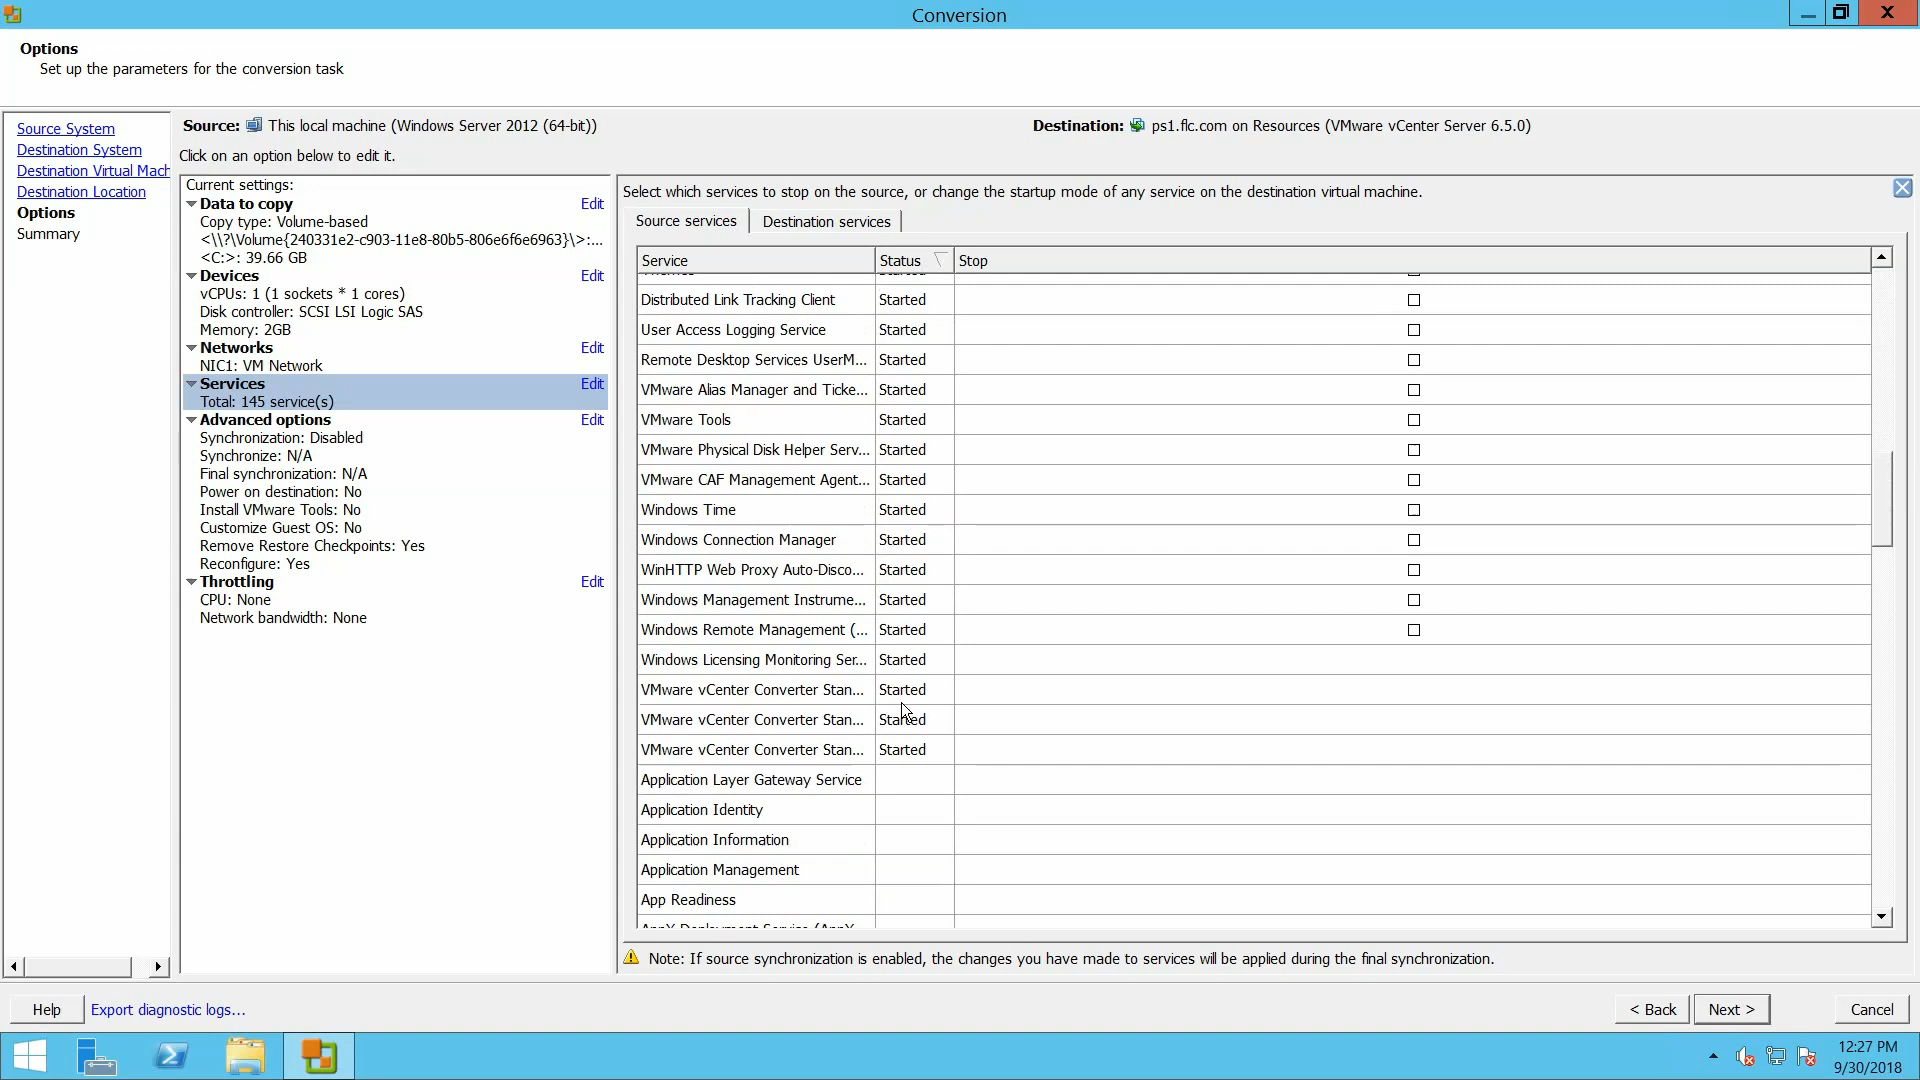 Conversion
Options
Set up the parameters for the conversion task
Source System
Destination System
Destination Virtual Mach
Destination Location
Options
Summary
Source: This local machine (Windows Server 2012 (64-bit))
Destination: ps1.flc.com on Resources (VMware vCenter Server 6.5.0)
Click on an option below to edit it.
Current settings:
Data to copy Edit
Copy type: Volume-based
<\\?\Volume{240331e2-c903-11e8-80b5-806e6f6e6963}\>:...
<C:>: 39.66 GB
Devices Edit
vCPUs: 1 (1 sockets * 1 cores)
Disk controller: SCSI LSI Logic SAS
Memory: 2GB
Networks Edit
NIC1: VM Network
Services Edit
Total: 145 service(s)
Advanced options Edit
Synchronization: Disabled
Synchronize: N/A
Final synchronization: N/A
Power on destination: No
Install VMware Tools: No
Customize Guest OS: No
Remove Restore Checkpoints: Yes
Reconfigure: Yes
Throttling Edit
CPU: None
Network bandwidth: None
Select which services to stop on the source, or change the startup mode of any service on the destination virtual machine.
Source services Destination services
Service Status Stop
Distributed Link Tracking Client Started
User Access Logging Service Started
Remote Desktop Services UserM... Started
VMware Alias Manager and Ticke... Started
VMware Tools Started
VMware Physical Disk Helper Serv... Started
VMware CAF Management Agent... Started
Windows Time Started
Windows Connection Manager Started
WinHTTP Web Proxy Auto-Disco... Started
Windows Management Instrume... Started
Windows Remote Management (... Started
Windows Licensing Monitoring Ser... Started
VMware vCenter Converter Stan... Started
VMware vCenter Converter Stan... Started
VMware vCenter Converter Stan... Started
Application Layer Gateway Service
Application Identity
Application Information
Application Management
App Readiness
Note: If source synchronization is enabled, the changes you have made to services will be applied during the final synchronization.
Help Export diagnostic logs... < Back Next > Cancel
12:27 PM
9/30/2018